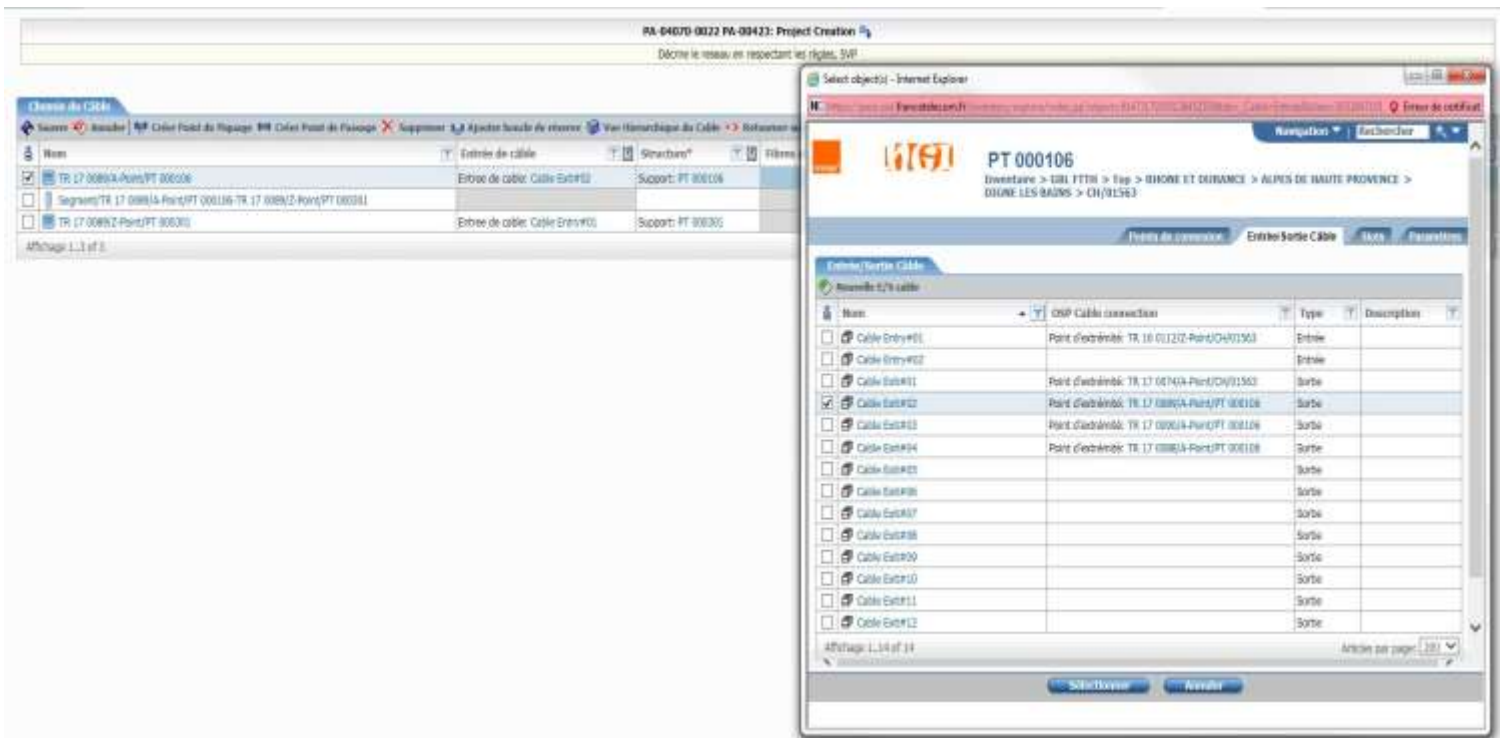 PA-04070-0022 PA-00423: Project Creation
Décrire le reseau en respectant les règles, SVP
Chemin du Câble
Sauver Annuler Créer Point de Piquage Créer Point de Passage Supprimer Ajouter boucle de réserve Vue Hiérarchique du Cable Retourner
Nom Entrée de câble Structure* Fibres
TR 17 0089/A-Point/PT 000106 Entree de cable: Cable Exit#02 Support: PT 000106
Segment/TR 17 0089/A-Point/PT 000106-TR 17 0089/Z-Point/PT 000301
TR 17 0089/Z-Point/PT 000301 Entree de cable: Cable Entry#01 Support: PT 000301
Affichage 1..3 of 3
Select object(s) - Internet Explorer
francetelecom.fr Erreur de certificat
Navigation Rechercher
PT 000106
Inventaire > GBL FTTH > Top > RHONE ET DURANCE > ALPES DE HAUTE PROVENCE >
DIGNE LES BAINS > CH/01563
Points de connexion Entrée/Sortie Câble Slots Paramètres
Entrée/Sortie Câble
Nouvelle E/S cable
Nom OSP Cable connection Type Description
Cable Entry#01 Point d'extrémité: TR 10 0112/Z-Point/CH/01563 Entrée
Cable Entry#02 Entrée
Cable Exit#01 Point d'extrémité: TR 17 0074/A-Point/CH/01563 Sortie
Cable Exit#02 Point d'extrémité: TR 17 0089/A-Point/PT 000106 Sortie
Cable Exit#03 Point d'extrémité: TR 17 0090/A-Point/PT 000106 Sortie
Cable Exit#04 Point d'extrémité: TR 17 0088/A-Point/PT 000106 Sortie
Cable Exit#05 Sortie
Cable Exit#06 Sortie
Cable Exit#07 Sortie
Cable Exit#08 Sortie
Cable Exit#09 Sortie
Cable Exit#10 Sortie
Cable Exit#11 Sortie
Cable Exit#12 Sortie
Affichage 1..14 of 14 Articles par page:
Sélectionner Annuler